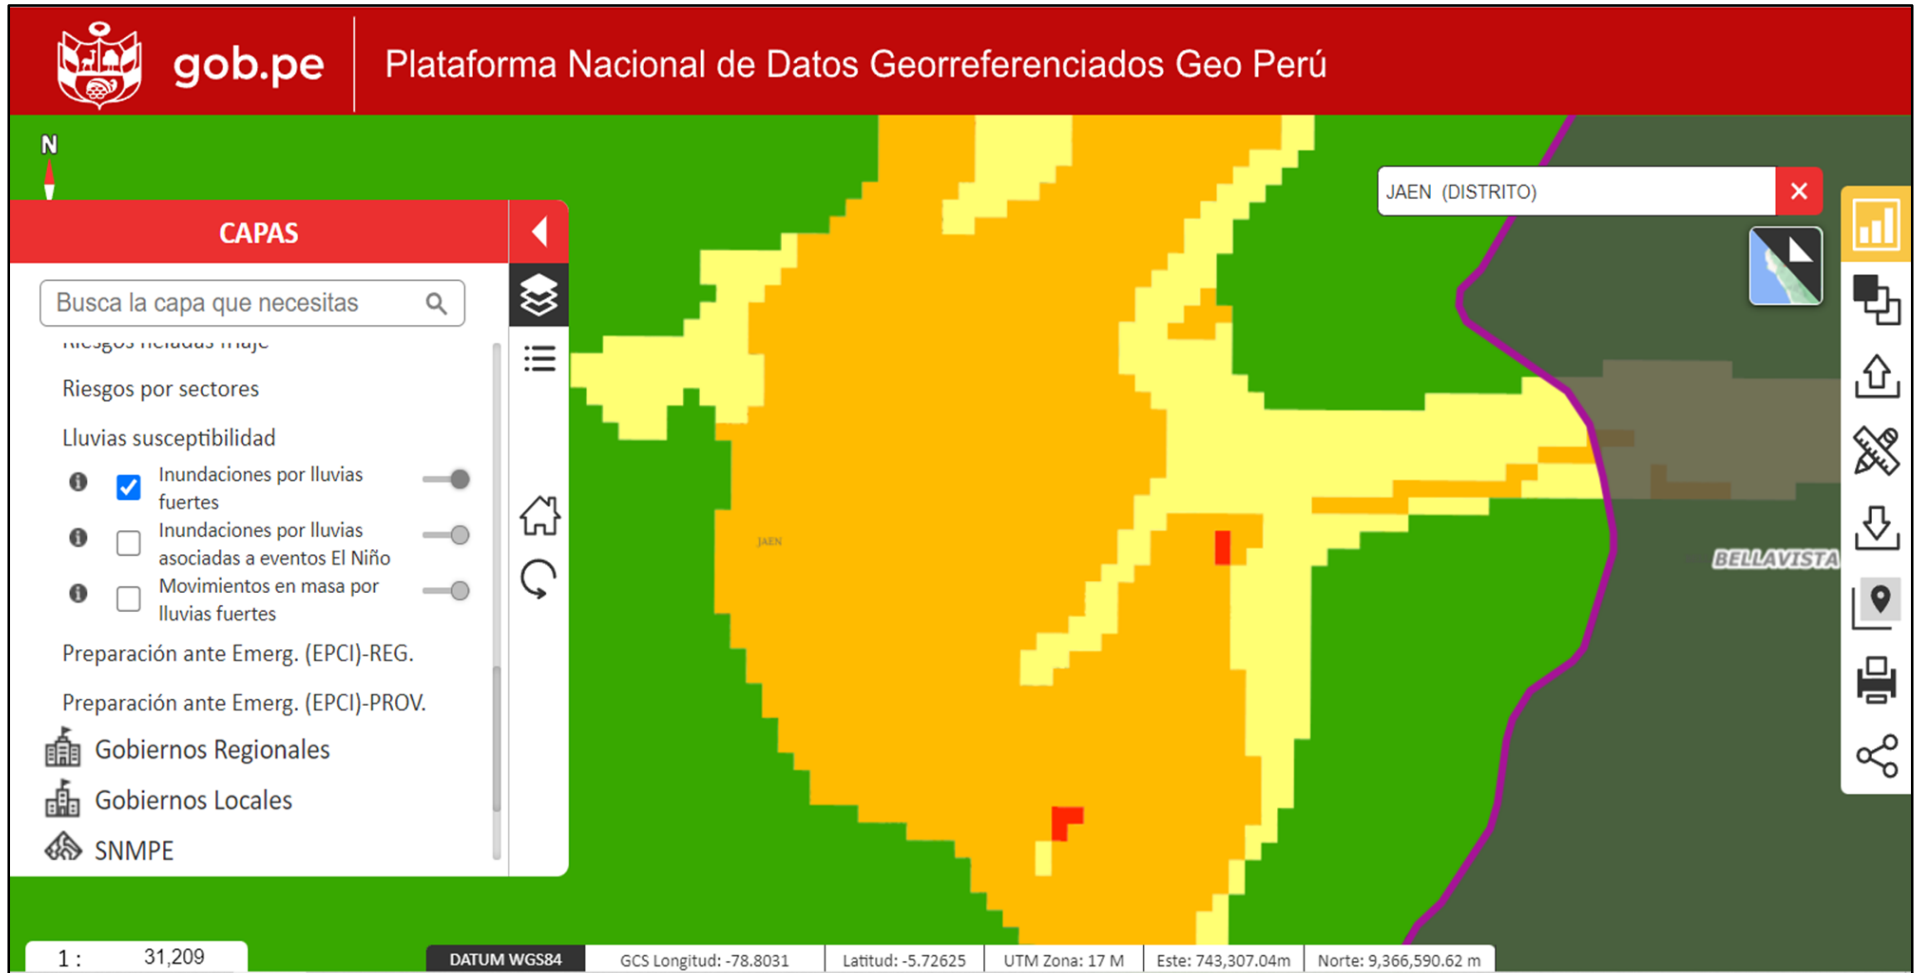 gob.pe
Plataforma Nacional de Datos Georreferenciados Geo Perú
N
JAEN (DISTRITO)
CAPAS
Busca la capa que necesitas
Riesgos heladas friaje
Riesgos por sectores
Lluvias susceptibilidad
Inundaciones por lluvias
fuertes
Inundaciones por lluvias
asociadas a eventos El Niño
Movimientos en masa por
lluvias fuertes
Preparación ante Emerg. (EPCI)-REG.
Preparación ante Emerg. (EPCI)-PROV.
Gobiernos Regionales
Gobiernos Locales
SNMPE
JAEN
BELLAVISTA
1 : 31,209
DATUM WGS84
GCS Longitud: -78.8031
Latitud: -5.72625
UTM Zona: 17 M
Este: 743,307.04m
Norte: 9,366,590.62 m